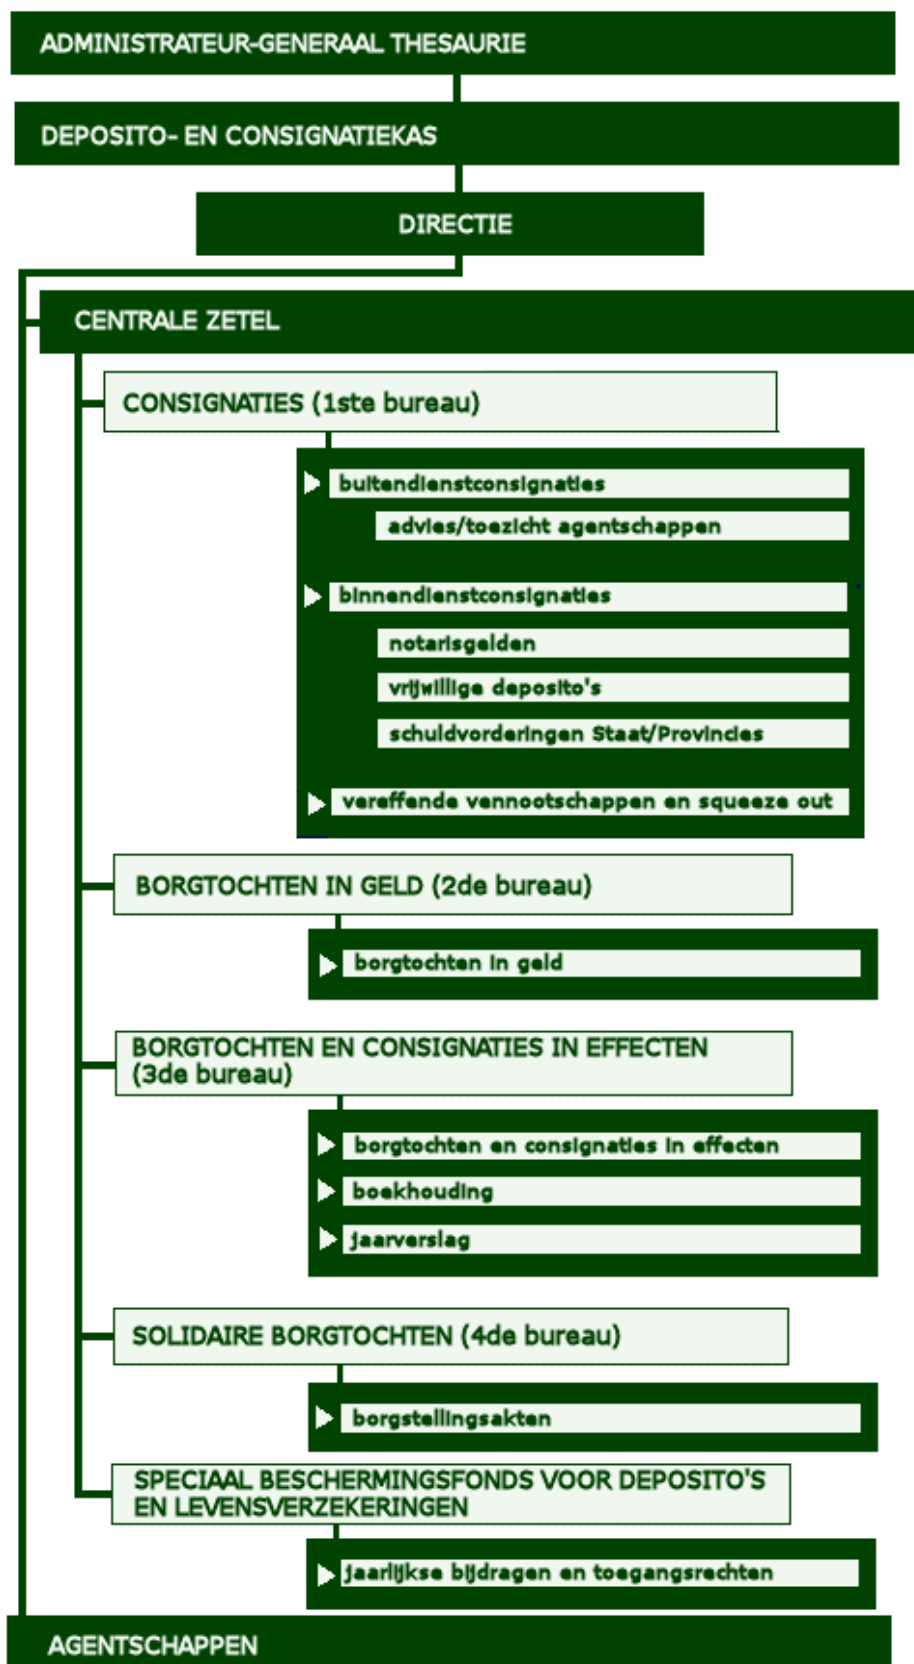 ADMINISTRATEUR-GENERAAL THESAURIE
DEPOSITO- EN CONSIGNATIEKAS
DIRECTIE
CENTRALE ZETEL
CONSIGNATIES (1ste bureau)
buitendienstconsignaties
advies/toezicht agentschappen
binnendienstconsignaties
notarisgelden
vrijwillige deposito's
schuldvorderingen Staat/Provincies
vereffende vennootschappen en squeeze out
BORGTOCHTEN IN GELD (2de bureau)
borgtochten in geld
BORGTOCHTEN EN CONSIGNATIES IN EFFECTEN
(3de bureau)
borgtochten en consignaties in effecten
boekhouding
jaarverslag
SOLIDAIRE BORGTOCHTEN (4de bureau)
borgstellingsakten
SPECIAAL BESCHERMINGSFONDS VOOR DEPOSITO'S
EN LEVENSVERZEKERINGEN
jaarlijkse bijdragen en toegangsrechten
AGENTSCHAPPEN